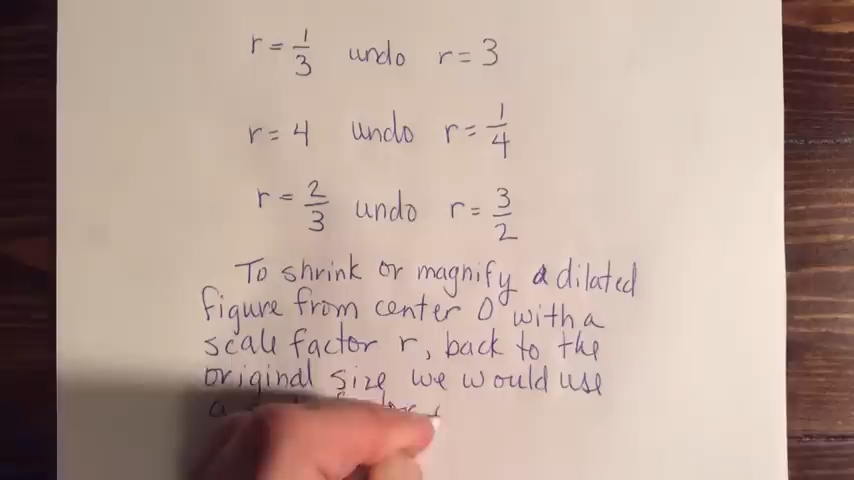 r = 1/3 undo r = 3
r = 4 undo r = 1/4
r = 2/3 undo r = 3/2
To shrink or magnify a dilated
figure from center O with a
scale factor r, back to the
original size we would use
a